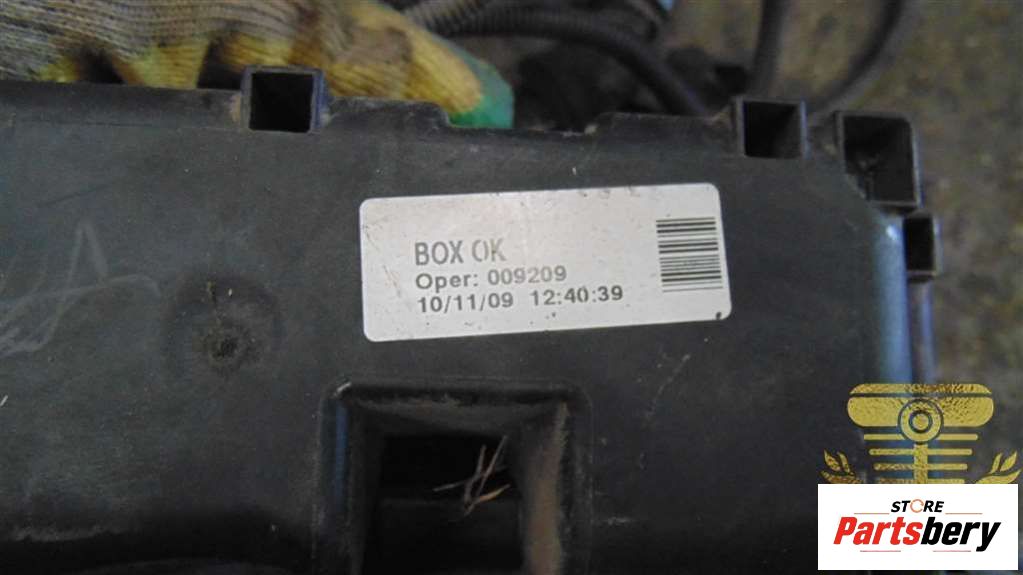 BOX OK
Oper: 009209
10/11/09 12:40:39
STORE
Partsbery